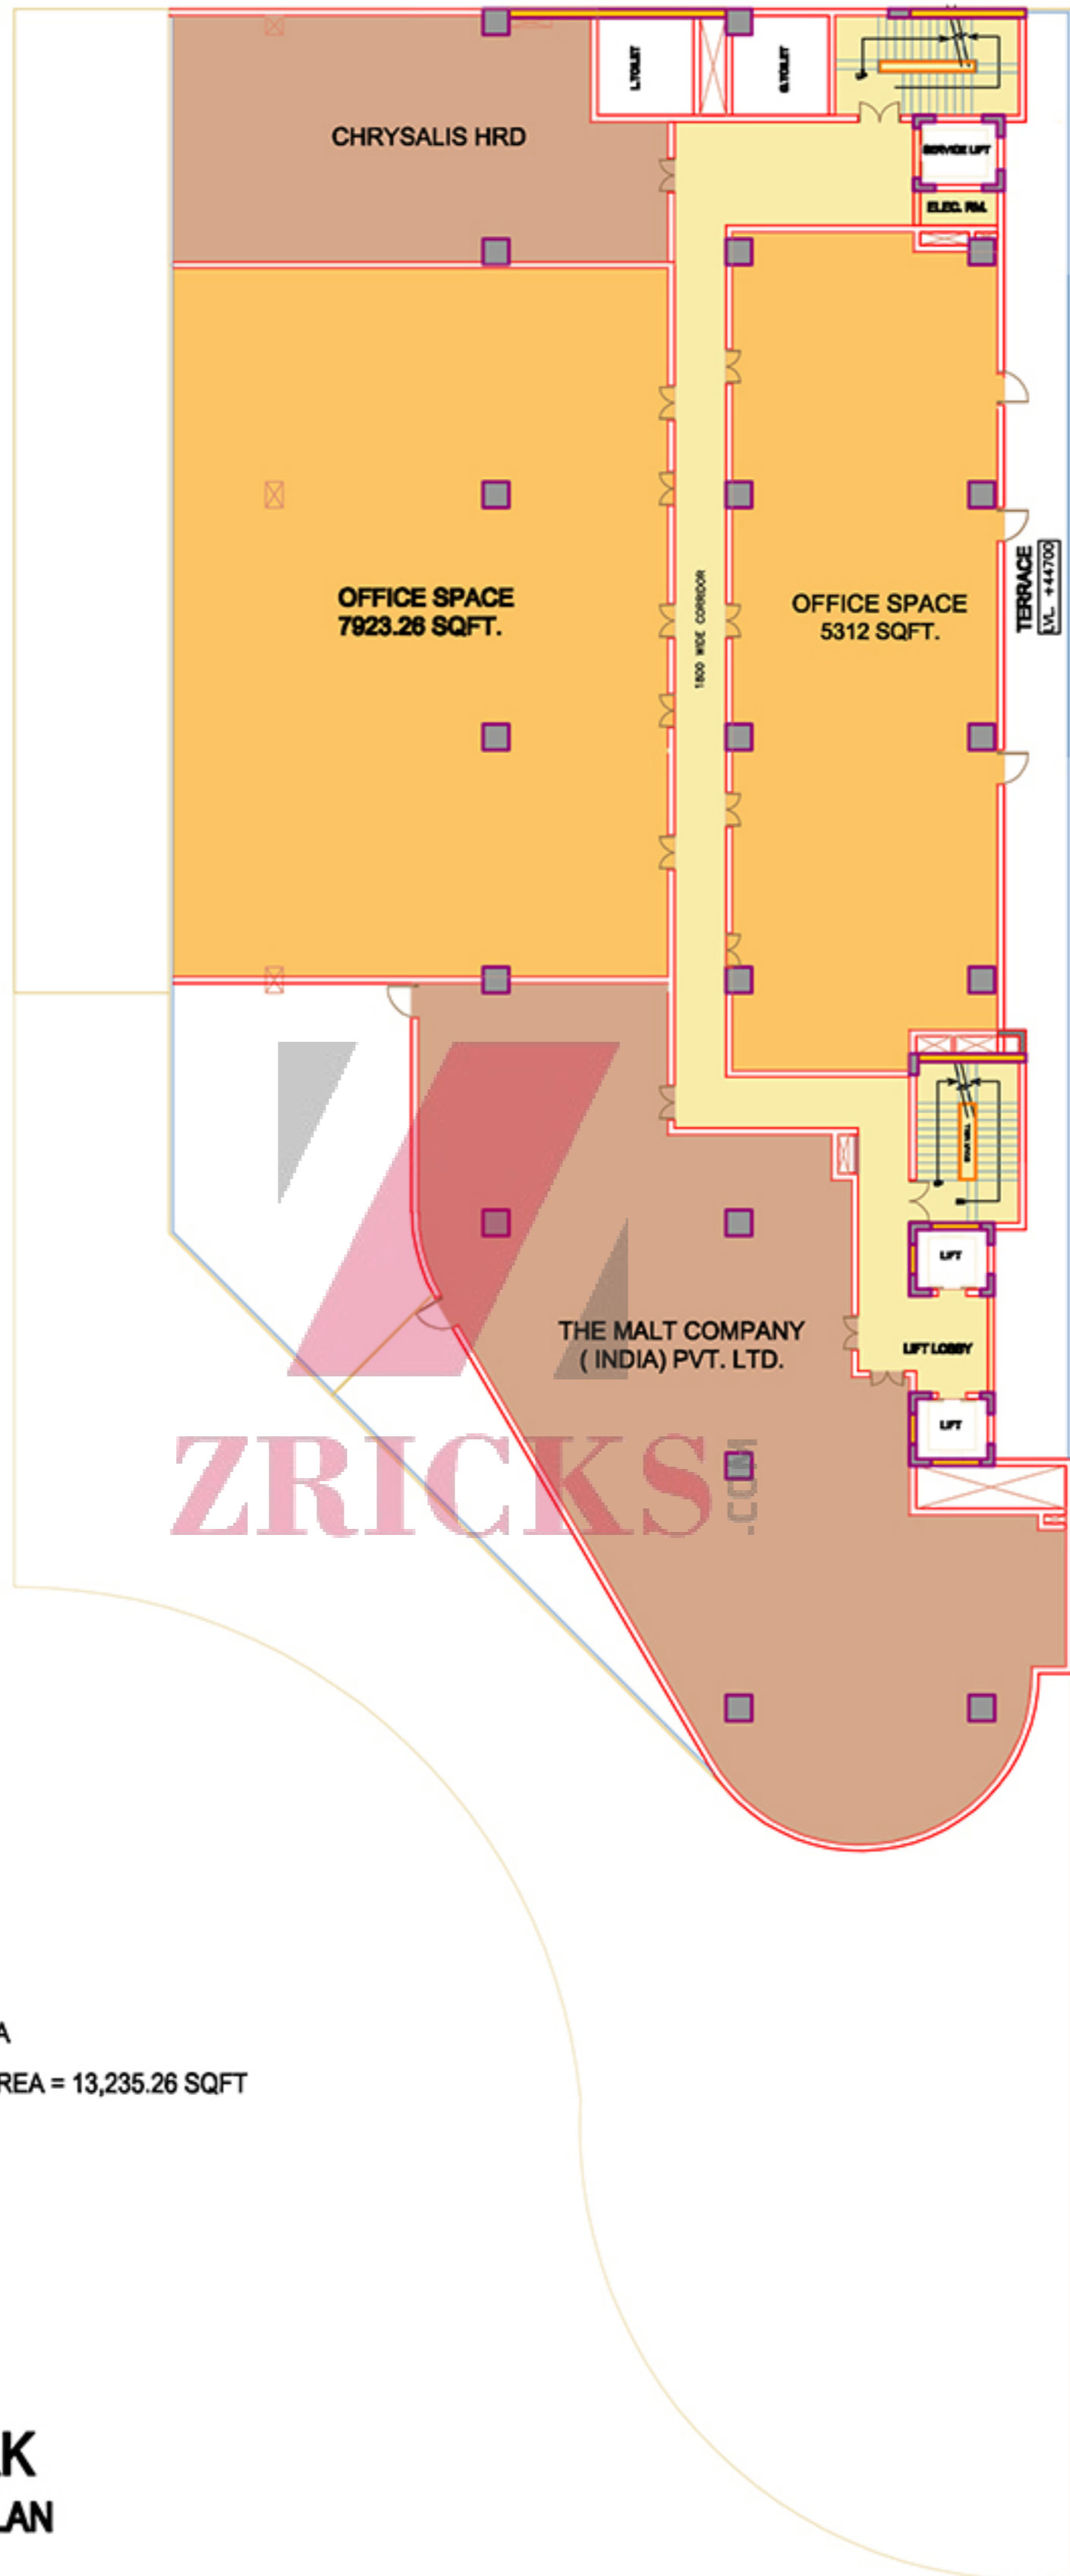 L.TOILET
G.TOILET
CHRYSALIS HRD
SERVICE LIFT
ELEC. RM.
OFFICE SPACE
7923.26 SQFT.
1800 WIDE CORRIDOR
OFFICE SPACE
5312 SQFT.
TERRACE
LVL. +44700
LIFT
THE MALT COMPANY
( INDIA) PVT. LTD.
LIFT LOBBY
LIFT
ZRICKS
.COM
A
REA = 13,235.26 SQFT
K
LAN